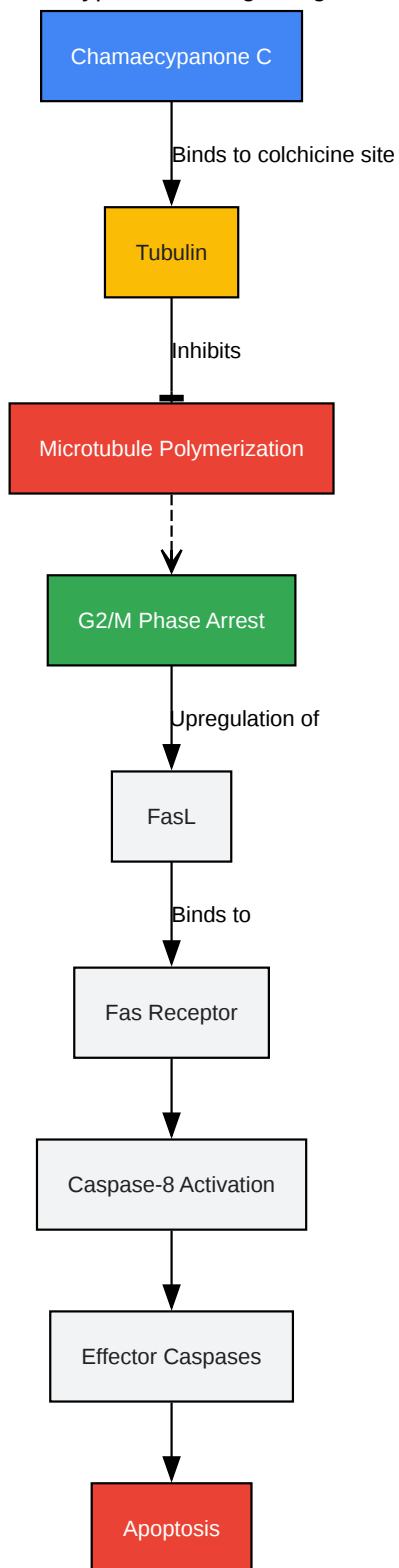 Chamaecypanone C
Binds to colchicine site
Tubulin
Inhibits
Microtubule Polymerization
G2/M Phase Arrest
Upregulation of
FasL
Binds to
Fas Receptor
Caspase-8 Activation
Effector Caspases
Apoptosis